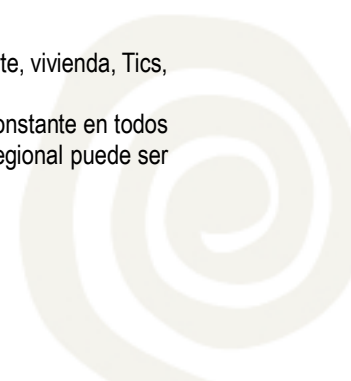 te, vivienda, Tics,
onstante en todos
egional puede ser